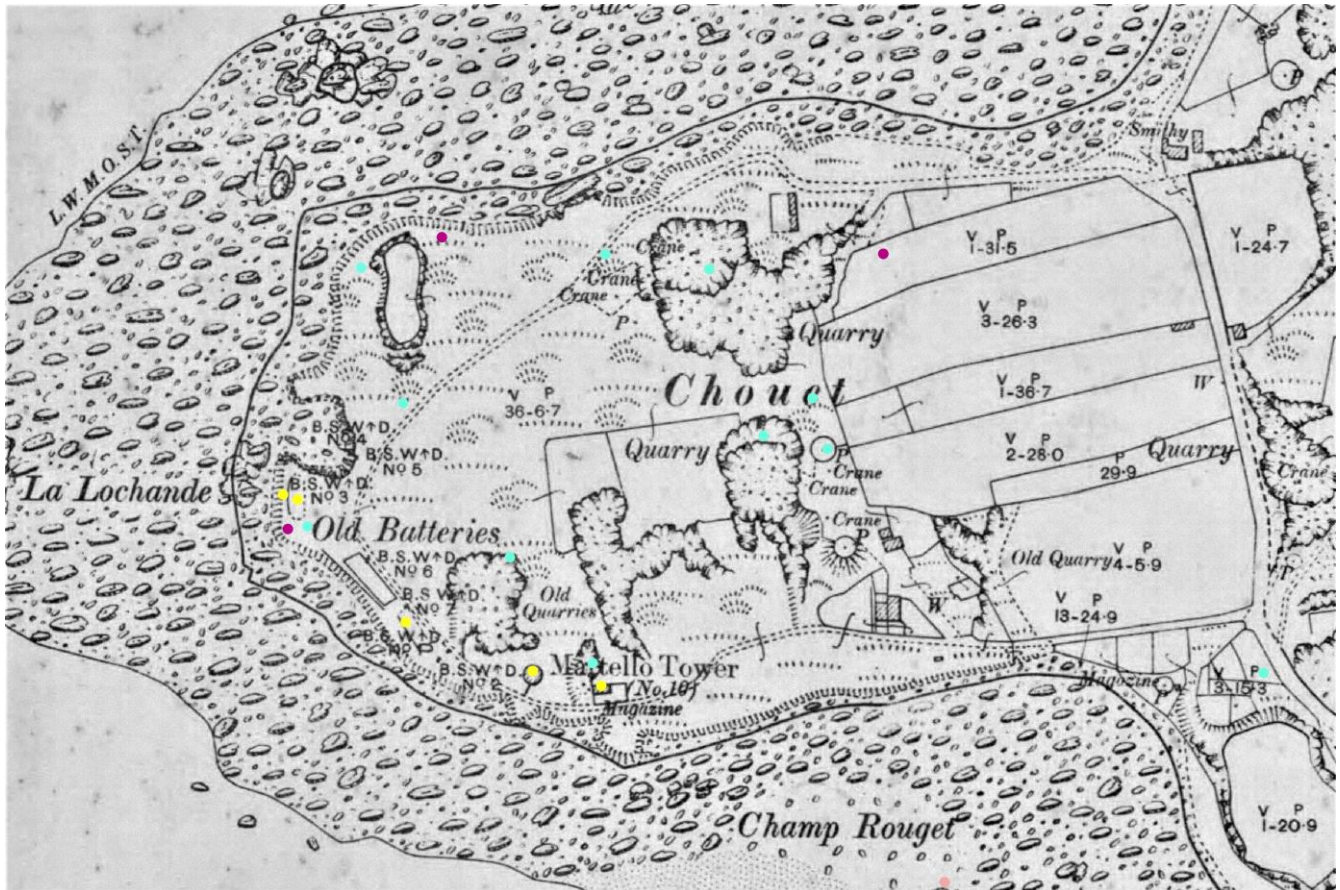 L.W.M.O.S.T.
Smithy
P
V P
1-31·5
V P
1-24·7
Crane
Crane
Crane
P
Quarry
V P
3-26·3
Chouet
V P
36-6·7
V P
1-36·7
W
B.S.W↑D.
No 4
B.S.W↑D.
No 5
Quarry
P
Crane
Crane
V P
2-28·0
P
29·9
Quarry
Crane
La Lochande
B.S.W↑D.
No 3
Old Batteries
Crane
P
B.S.W↑D.
No 6
Old Quarry
V P
4-5·9
T
B.S.W↑D.
No 7
Old
Quarries
W
V P
13-24·9
B.S.W↑D.
B.S.W↑D.
No 2
Martello Tower
(No. 10)
Magazine
Magazine
V P
3-15·3
Champ Rouget
V P
1-20·9